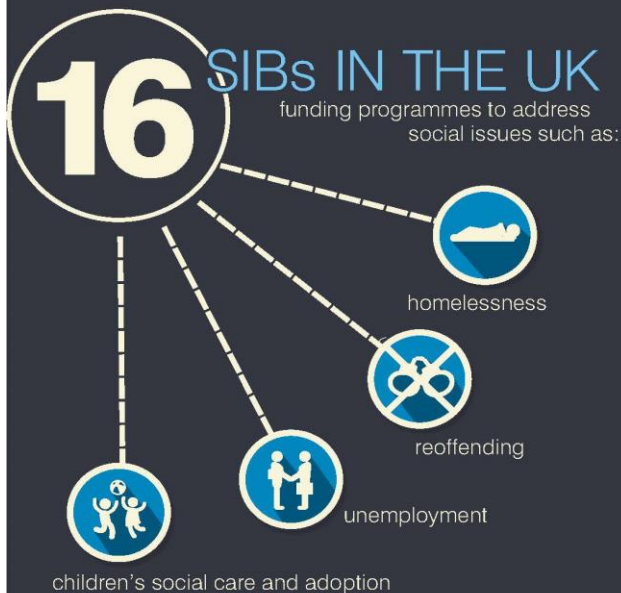 16
SIBs IN THE UK
funding programmes to address
social issues such as:
homelessness
reoffending
unemployment
children's social care and adoption